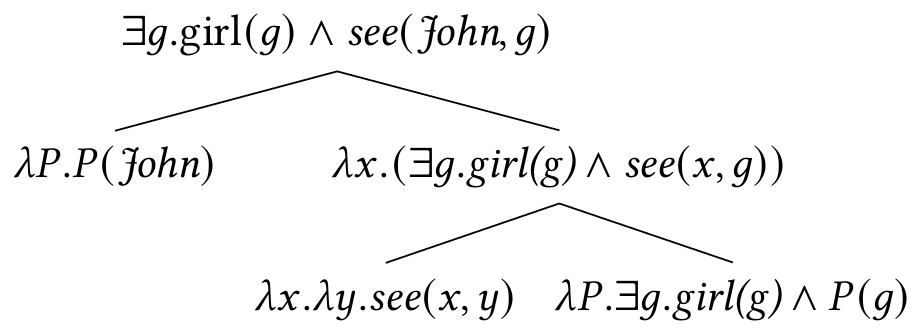 ∃g.girl(g) ∧ see(John, g)
λP.P(John) λx.(∃g.girl(g) ∧ see(x, g))
λx.λy.see(x, y) λP.∃g.girl(g) ∧ P(g)